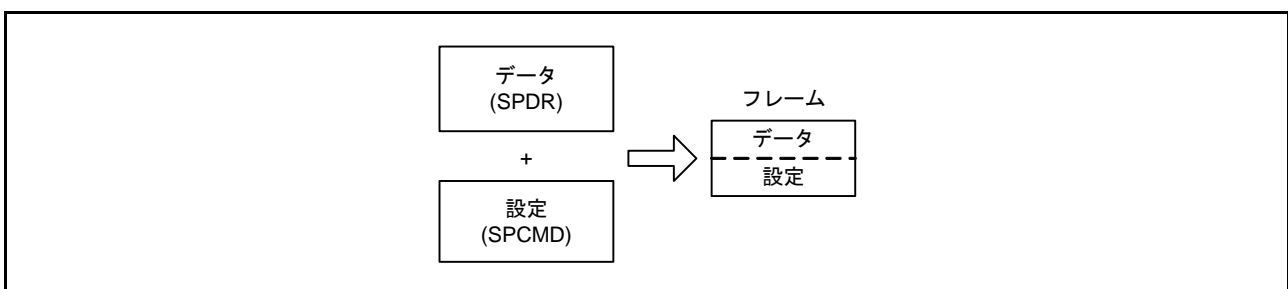 データ
(SPDR)
+
設定
(SPCMD)
フレーム
データ
設定